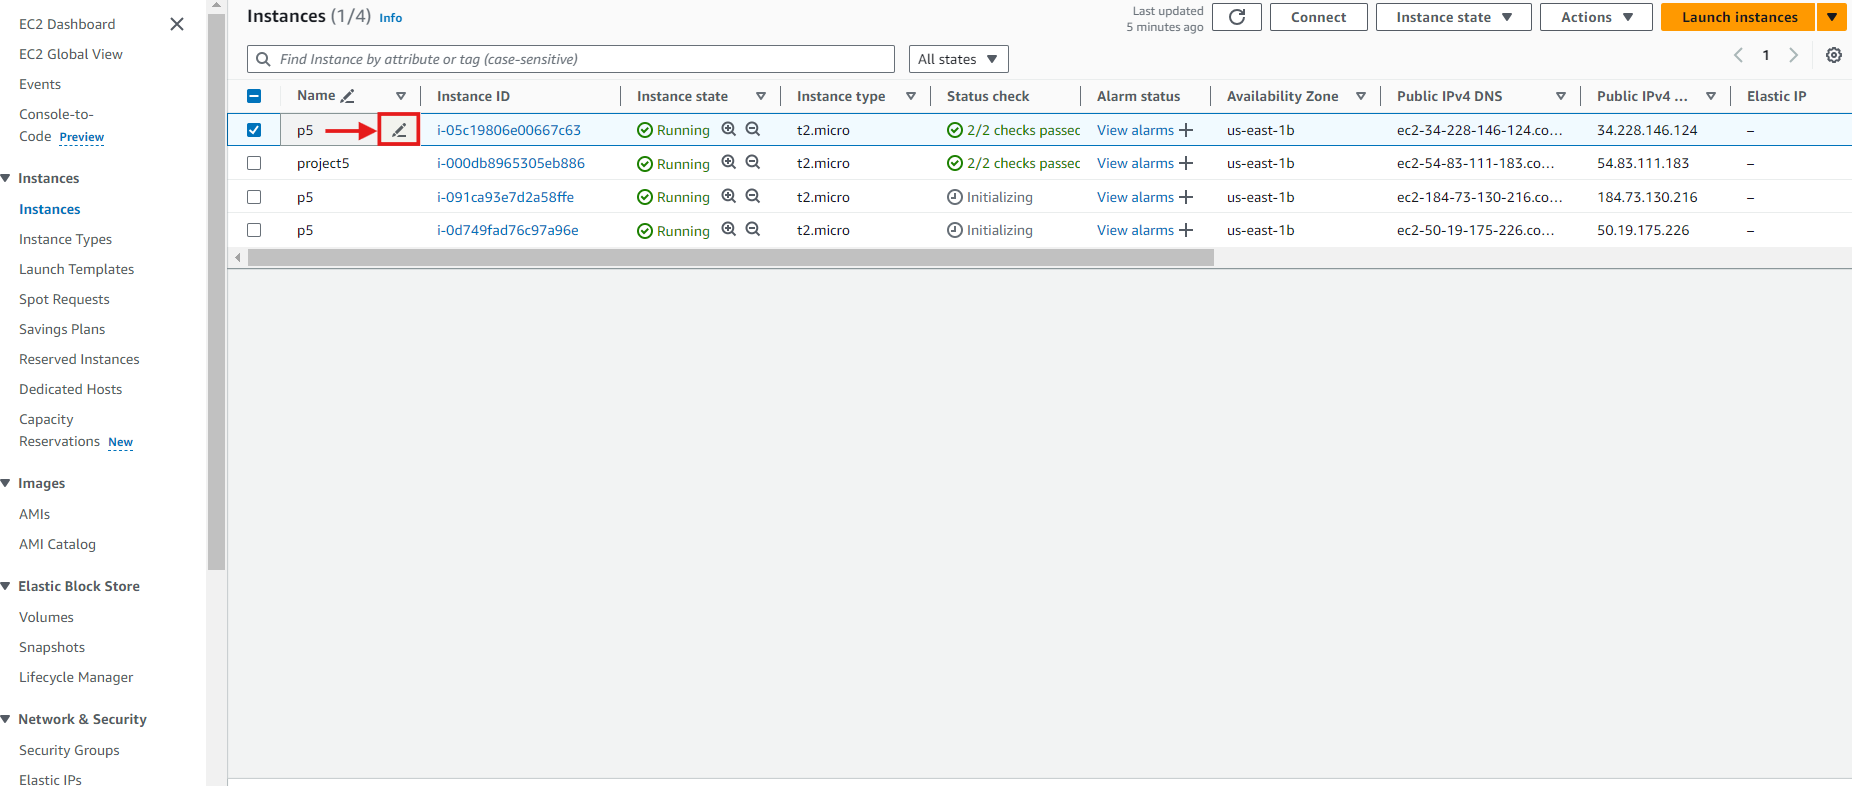 EC2 Dashboard
EC2 Global View
Events
Console-to-
Code Preview
Instances
Instances
Instance Types
Launch Templates
Spot Requests
Savings Plans
Reserved Instances
Dedicated Hosts
Capacity
Reservations New
Images
AMIs
AMI Catalog
Elastic Block Store
Volumes
Snapshots
Lifecycle Manager
Network & Security
Security Groups
Elastic IPs
Instances (1/4) Info
Last updated
5 minutes ago
Connect
Instance state
Actions
Launch instances
Find Instance by attribute or tag (case-sensitive)
All states
1
Name Instance ID Instance state Instance type Status check Alarm status Availability Zone Public IPv4 DNS Public IPv4 ... Elastic IP
p5 i-05c19806e00667c63 Running t2.micro 2/2 checks passec View alarms us-east-1b ec2-34-228-146-124.co... 34.228.146.124 –
project5 i-000db8965305eb886 Running t2.micro 2/2 checks passec View alarms us-east-1b ec2-54-83-111-183.co... 54.83.111.183 –
p5 i-091ca93e7d2a58ffe Running t2.micro Initializing View alarms us-east-1b ec2-184-73-130-216.co... 184.73.130.216 –
p5 i-0d749fad76c97a96e Running t2.micro Initializing View alarms us-east-1b ec2-50-19-175-226.co... 50.19.175.226 –